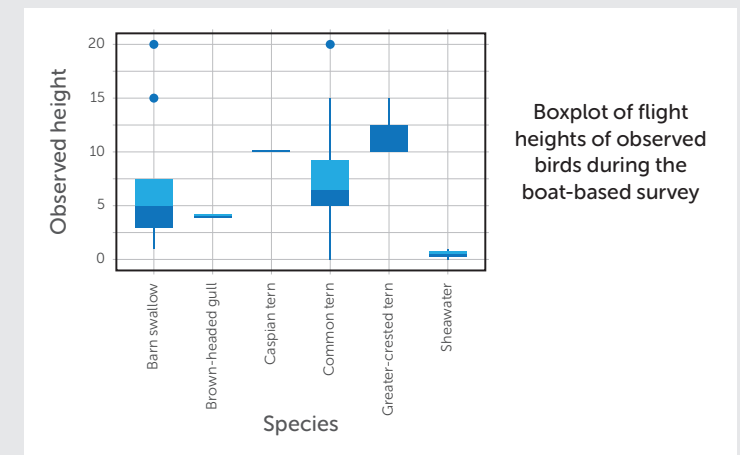 20
15
10
5
0
Observed height
Barn swallow
Brown-headed gull
Caspian tern
Common tern
Greater-crested tern
Sheawater
Species
Boxplot of flight
heights of observed
birds during the
boat-based survey